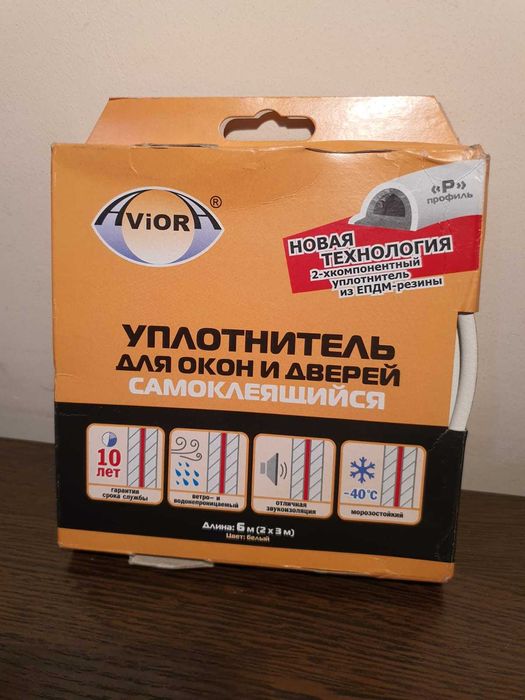 AViORA®
«P»
профиль
НОВАЯ
ТЕХНОЛОГИЯ
2-хкомпонентный
уплотнитель
из ЕПДМ-резины
УПЛОТНИТЕЛЬ
ДЛЯ ОКОН И ДВЕРЕЙ
САМОКЛЕЯЩИЙСЯ
10
лет
гарантия
срока службы
ветро- и
водонепроницаемый
отличная
звукоизоляция
-40°C
морозостойкий
Длина: 6 м (2 x 3 м)
Цвет: белый